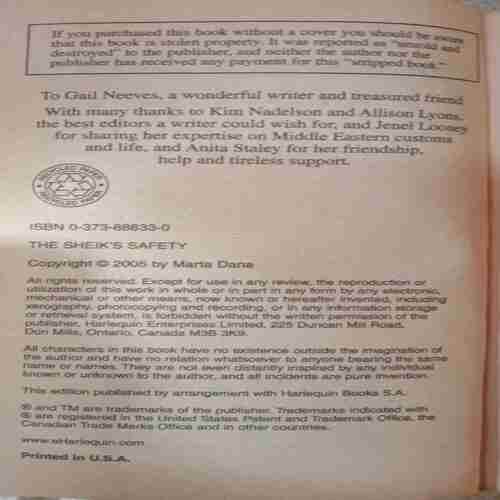 If you purchased this book without a cover you should be aware
that this book is stolen property. It was reported as "unsold and
destroyed" to the publisher, and neither the author nor the
publisher has received any payment for this "stripped book."
To Gail Neeves, a wonderful writer and treasured friend
With many thanks to Kim Nadelson and Allison Lyons,
the best editors a writer could wish for, and Jenel Looney
for sharing her expertise on Middle Eastern customs
and life, and Anita Staley for her friendship,
help and tireless support.
RECYCLED PAPER
ISBN 0-373-88633-0
THE SHEIK'S SAFETY
Copyright © 2005 by Marta Dana
All rights reserved. Except for use in any review, the reproduction or
utilization of this work in whole or in part in any form by any electronic,
mechanical or other means, now known or hereafter invented, including
xerography, photocopying and recording, or in any information storage
or retrieval system, is forbidden without the written permission of the
publisher, Harlequin Enterprises Limited, 225 Duncan Mill Road,
Don Mills, Ontario, Canada M3B 3K9.
All characters in this book have no existence outside the imagination of
the author and have no relation whatsoever to anyone bearing the same
name or names. They are not even distantly inspired by any individual
known or unknown to the author, and all incidents are pure invention.
This edition published by arrangement with Harlequin Books S.A.
® and TM are trademarks of the publisher. Trademarks indicated with
® are registered in the United States Patent and Trademark Office, the
Canadian Trade Marks Office and in other countries.
www.eHarlequin.com
Printed in U.S.A.